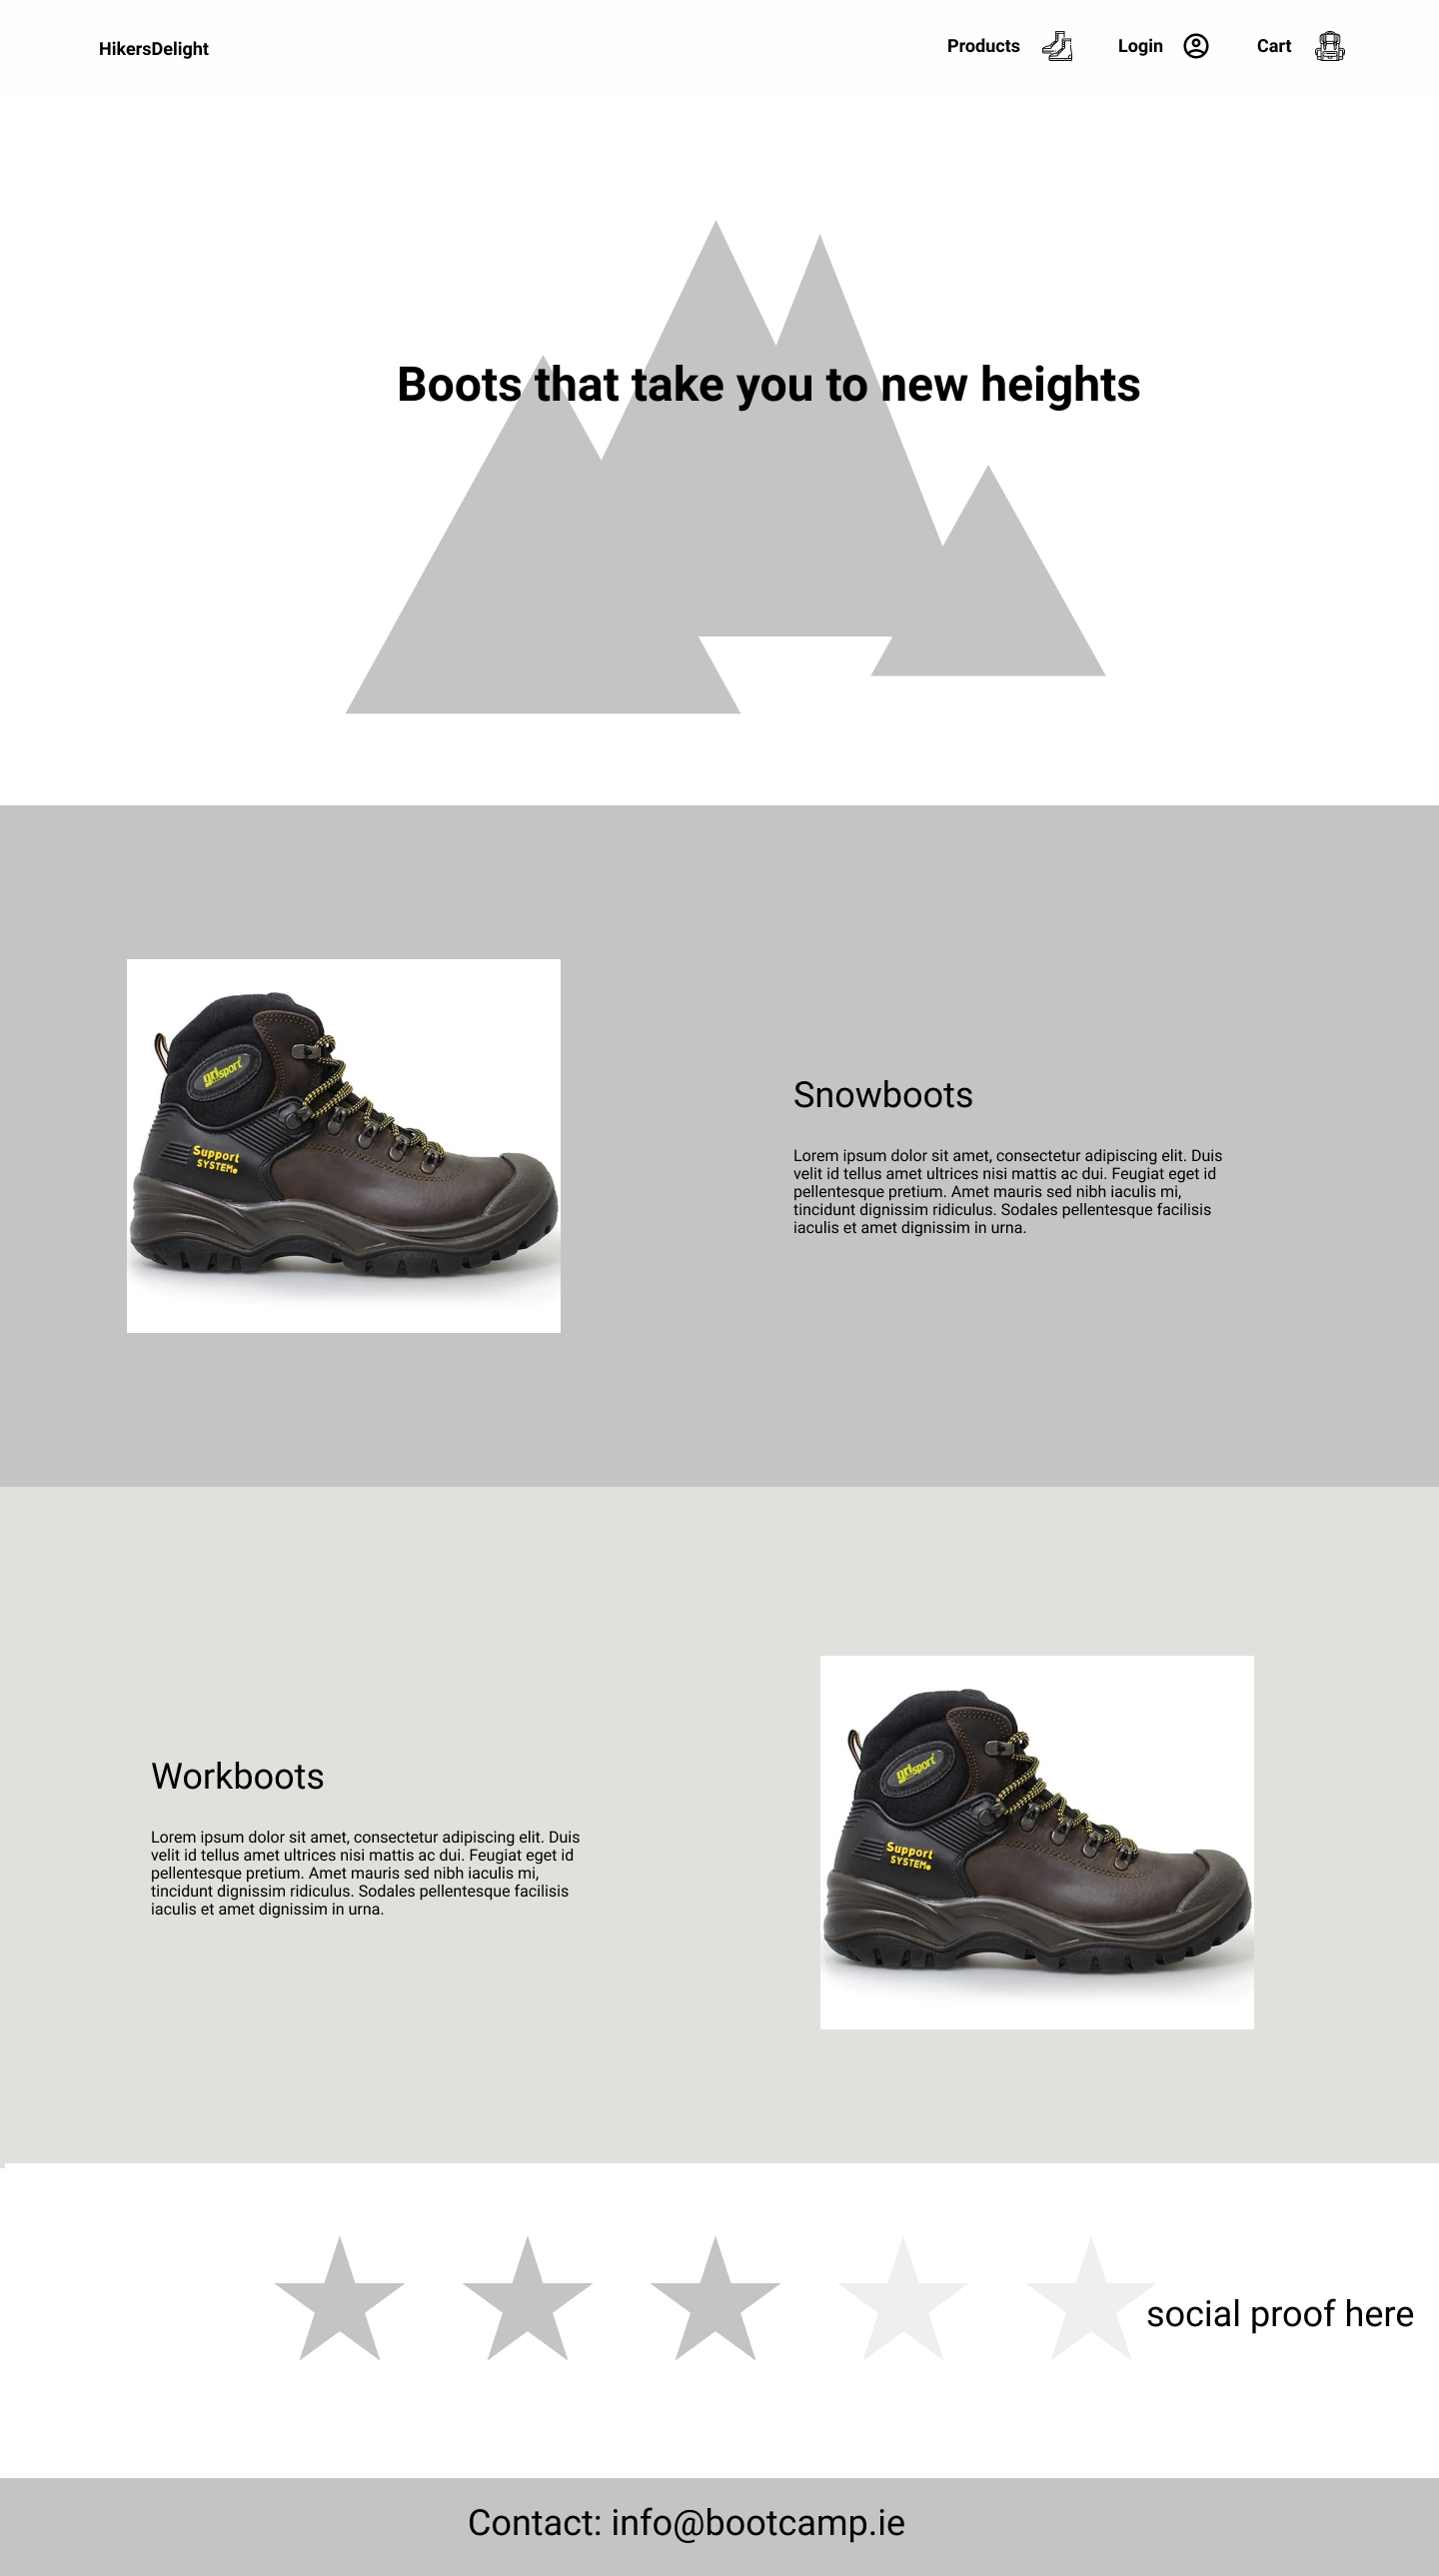 HikersDelight
Products
Login
Cart
Boots that take you to new heights
grisport
Support
SYSTEM
Snowboots
Lorem ipsum dolor sit amet, consectetur adipiscing elit. Duis
velit id tellus amet ultrices nisi mattis ac dui. Feugiat eget id
pellentesque pretium. Amet mauris sed nibh iaculis mi,
tincidunt dignissim ridiculus. Sodales pellentesque facilisis
iaculis et amet dignissim in urna.
Workboots
Lorem ipsum dolor sit amet, consectetur adipiscing elit. Duis
velit id tellus amet ultrices nisi mattis ac dui. Feugiat eget id
pellentesque pretium. Amet mauris sed nibh iaculis mi,
tincidunt dignissim ridiculus. Sodales pellentesque facilisis
iaculis et amet dignissim in urna.
grisport
Support
SYSTEM
social proof here
Contact: info@bootcamp.ie